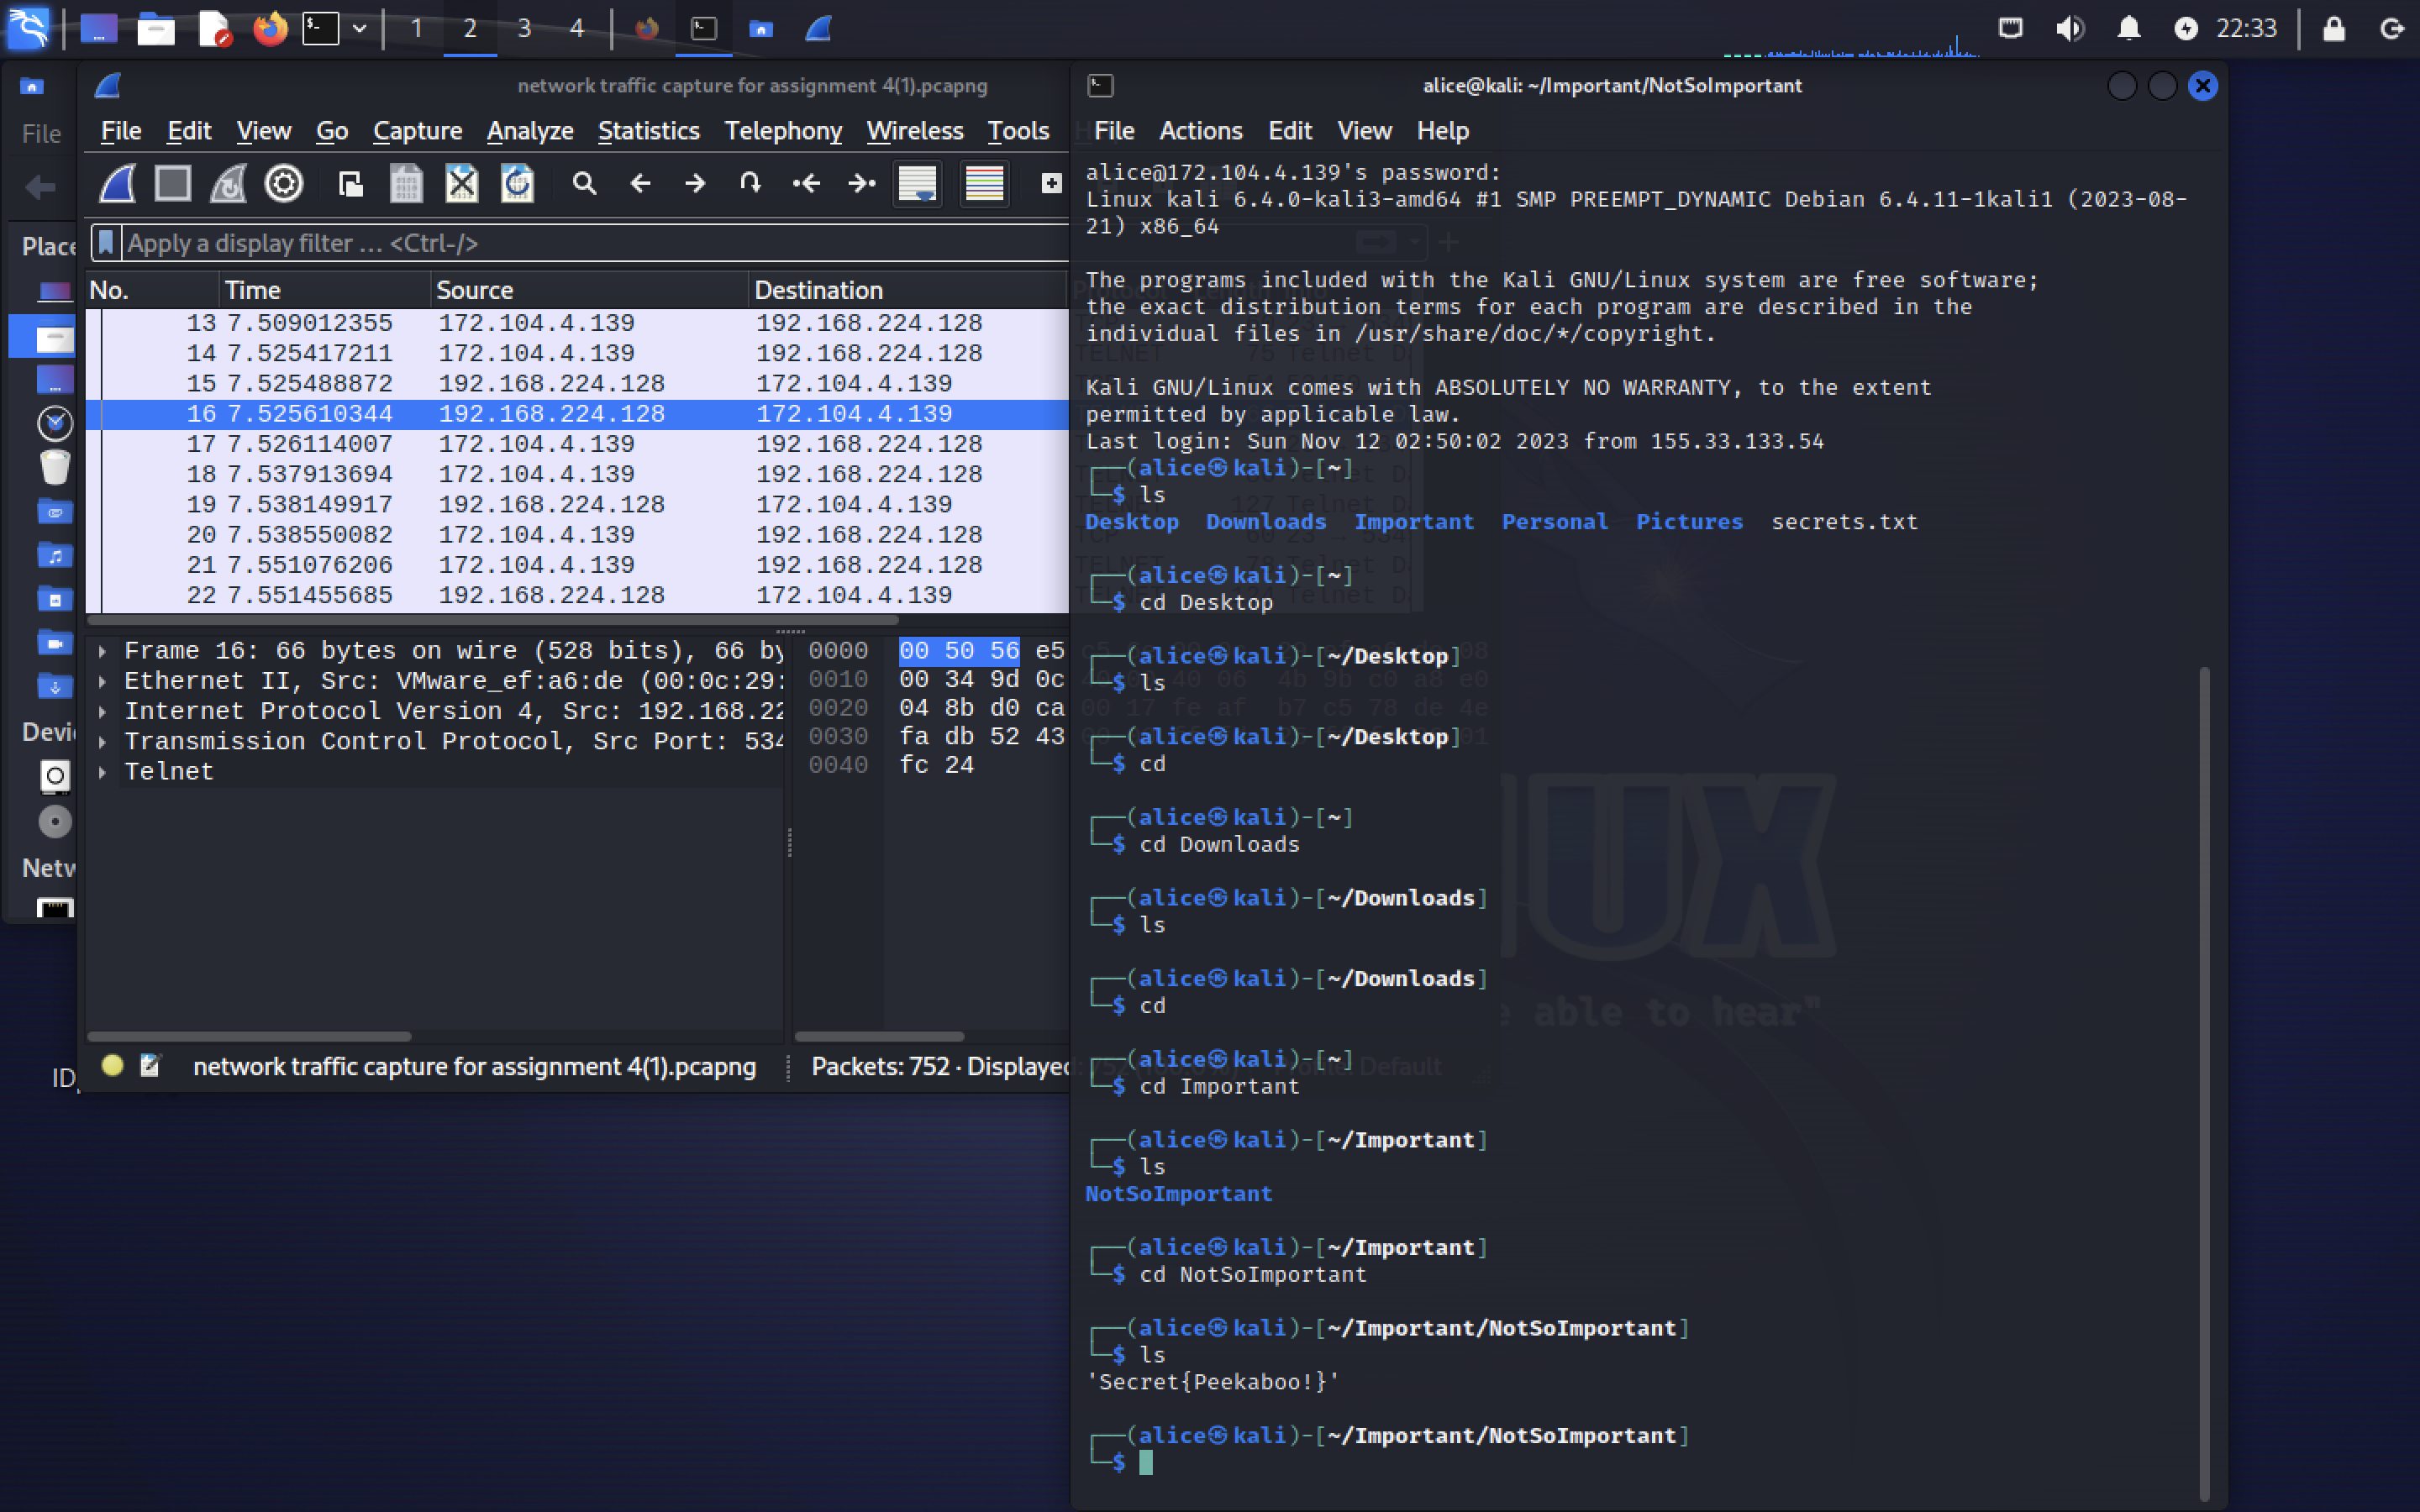 1 2 3 4
22:33
File
Place
Devi
Netw
ID
network traffic capture for assignment 4(1).pcapng
File Edit View Go Capture Analyze Statistics Telephony Wireless Tools
Apply a display filter … <Ctrl-/>
No. Time Source Destination
13 7.509012355 172.104.4.139 192.168.224.128
14 7.525417211 172.104.4.139 192.168.224.128
15 7.525488872 192.168.224.128 172.104.4.139
16 7.525610344 192.168.224.128 172.104.4.139
17 7.526114007 172.104.4.139 192.168.224.128
18 7.537913694 172.104.4.139 192.168.224.128
19 7.538149917 192.168.224.128 172.104.4.139
20 7.538550082 172.104.4.139 192.168.224.128
21 7.551076206 172.104.4.139 192.168.224.128
22 7.551455685 192.168.224.128 172.104.4.139
Frame 16: 66 bytes on wire (528 bits), 66 by
Ethernet II, Src: VMware_ef:a6:de (00:0c:29:
Internet Protocol Version 4, Src: 192.168.22
Transmission Control Protocol, Src Port: 534
Telnet
0000 00 50 56 e5
0010 00 34 9d 0c
0020 04 8b d0 ca
0030 fa db 52 43
0040 fc 24
network traffic capture for assignment 4(1).pcapng
Packets: 752 · Displayed
alice@kali: ~/Important/NotSoImportant
File Actions Edit View Help
alice@172.104.4.139's password:
Linux kali 6.4.0-kali3-amd64 #1 SMP PREEMPT_DYNAMIC Debian 6.4.11-1kali1 (2023-08-
21) x86_64
The programs included with the Kali GNU/Linux system are free software;
the exact distribution terms for each program are described in the
individual files in /usr/share/doc/*/copyright.
Kali GNU/Linux comes with ABSOLUTELY NO WARRANTY, to the extent
permitted by applicable law.
Last login: Sun Nov 12 02:50:02 2023 from 155.33.133.54
┌──(alice㉿kali)-[~]
└─$ ls
Desktop Downloads Important Personal Pictures secrets.txt
┌──(alice㉿kali)-[~]
└─$ cd Desktop
┌──(alice㉿kali)-[~/Desktop]
└─$ ls
┌──(alice㉿kali)-[~/Desktop]
└─$ cd
┌──(alice㉿kali)-[~]
└─$ cd Downloads
┌──(alice㉿kali)-[~/Downloads]
└─$ ls
┌──(alice㉿kali)-[~/Downloads]
└─$ cd
┌──(alice㉿kali)-[~]
└─$ cd Important
┌──(alice㉿kali)-[~/Important]
└─$ ls
NotSoImportant
┌──(alice㉿kali)-[~/Important]
└─$ cd NotSoImportant
┌──(alice㉿kali)-[~/Important/NotSoImportant]
└─$ ls
'Secret{Peekaboo!}'
┌──(alice㉿kali)-[~/Important/NotSoImportant]
└─$
able to hear"